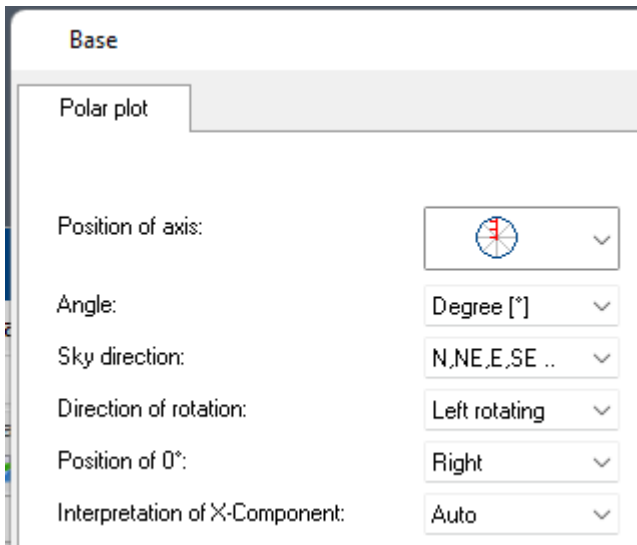 Base
Polar plot
Position of axis:
Angle: Degree [°]
Sky direction: N,NE,E,SE ..
Direction of rotation: Left rotating
Position of 0°: Right
Interpretation of X-Component: Auto